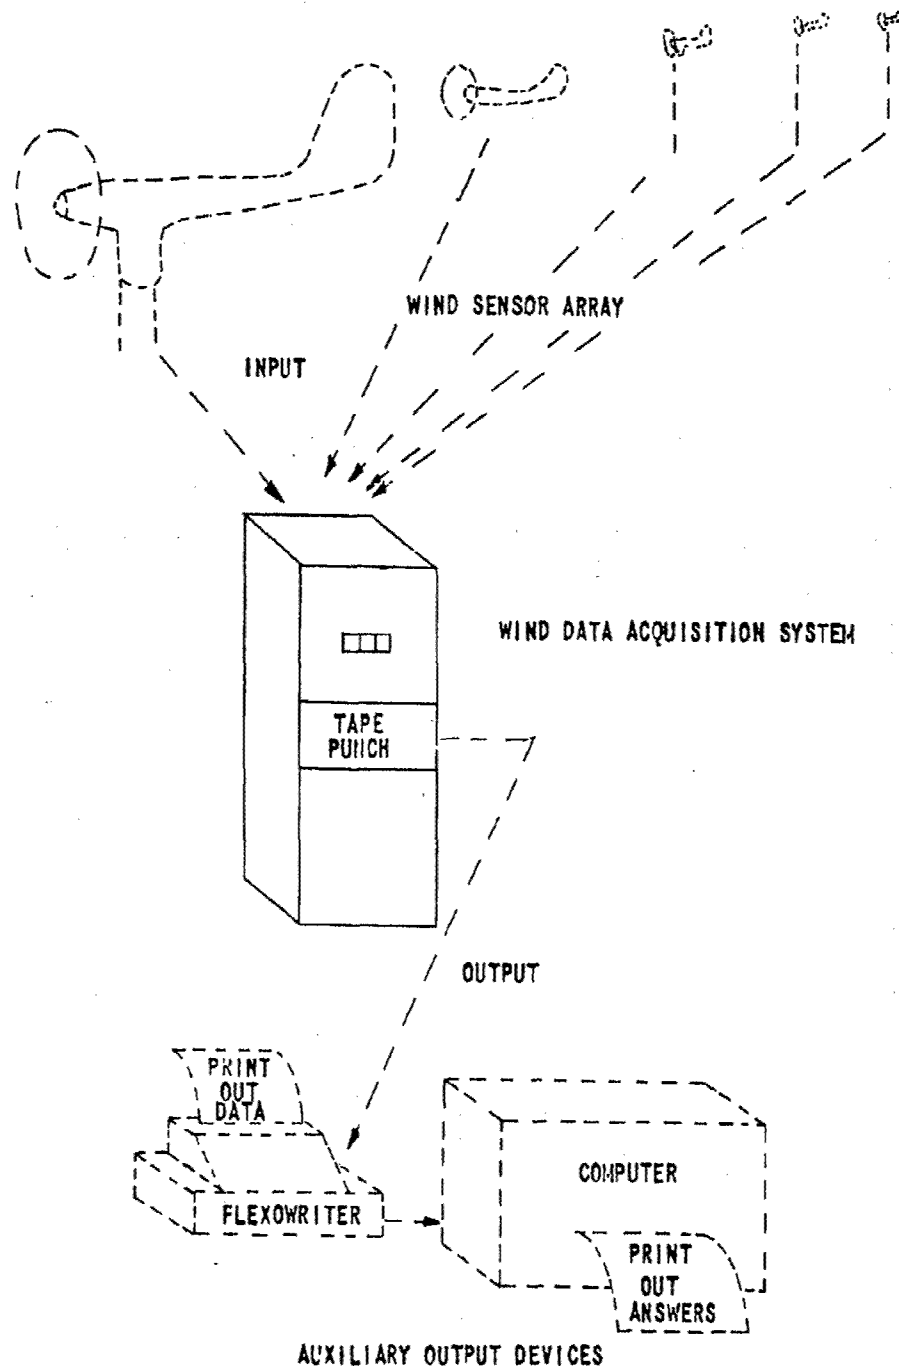 WIND SENSOR ARRAY
INPUT
WIND DATA ACQUISITION SYSTEM
TAPE
PUNCH
OUTPUT
PRINT
OUT
DATA
FLEXOWRITER
COMPUTER
PRINT
OUT
ANSWERS
AUXILIARY OUTPUT DEVICES